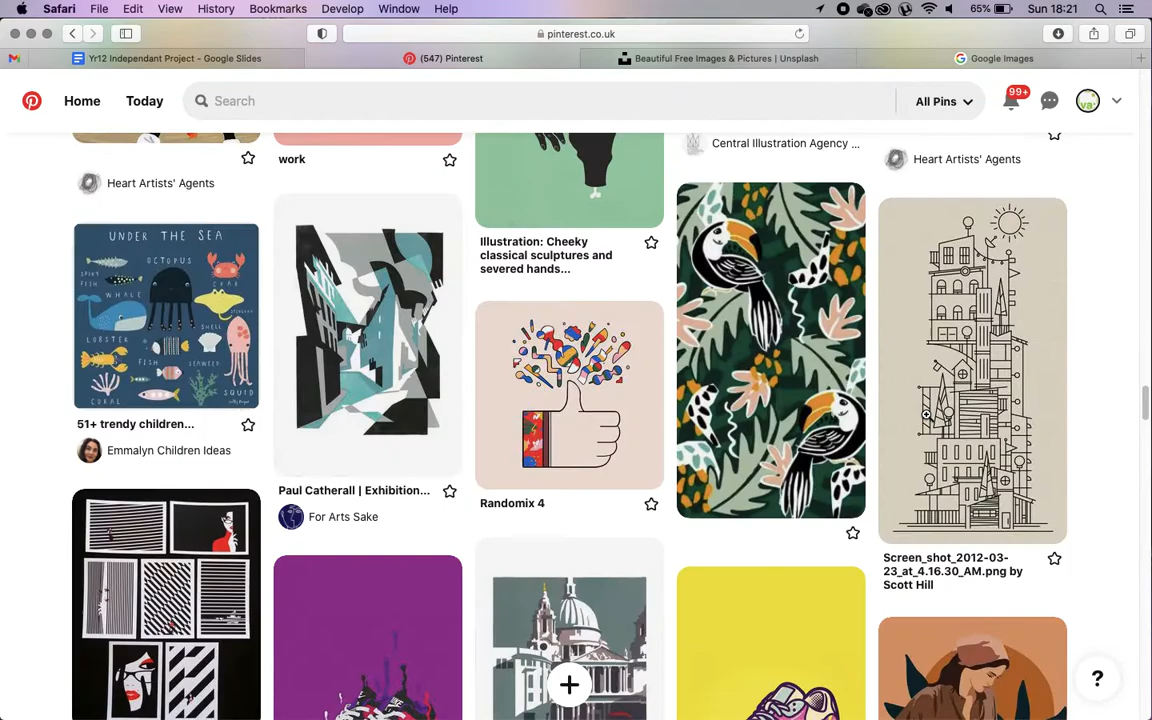 Safari File Edit View History Bookmarks Develop Window Help 65% Sun 18:21
pinterest.co.uk
Yr12 Independant Project - Google Slides
(547) Pinterest
Beautiful Free Images & Pictures | Unsplash
Google Images
Home Today Search All Pins 99+
Heart Artists' Agents
work
Illustration: Cheeky
classical sculptures and
severed hands...
Central Illustration Agency ...
Heart Artists' Agents
UNDER THE SEA
OCTOPUS
SPIKY
FISH
CRAB
WHALE
SHELL
LOBSTER
FISH
SEAWEED
CORAL
SQUID
51+ trendy children...
Emmalyn Children Ideas
Paul Catherall | Exhibition...
For Arts Sake
Randomix 4
Screen_shot_2012-03-
23_at_4.16.30_AM.png by
Scott Hill
?